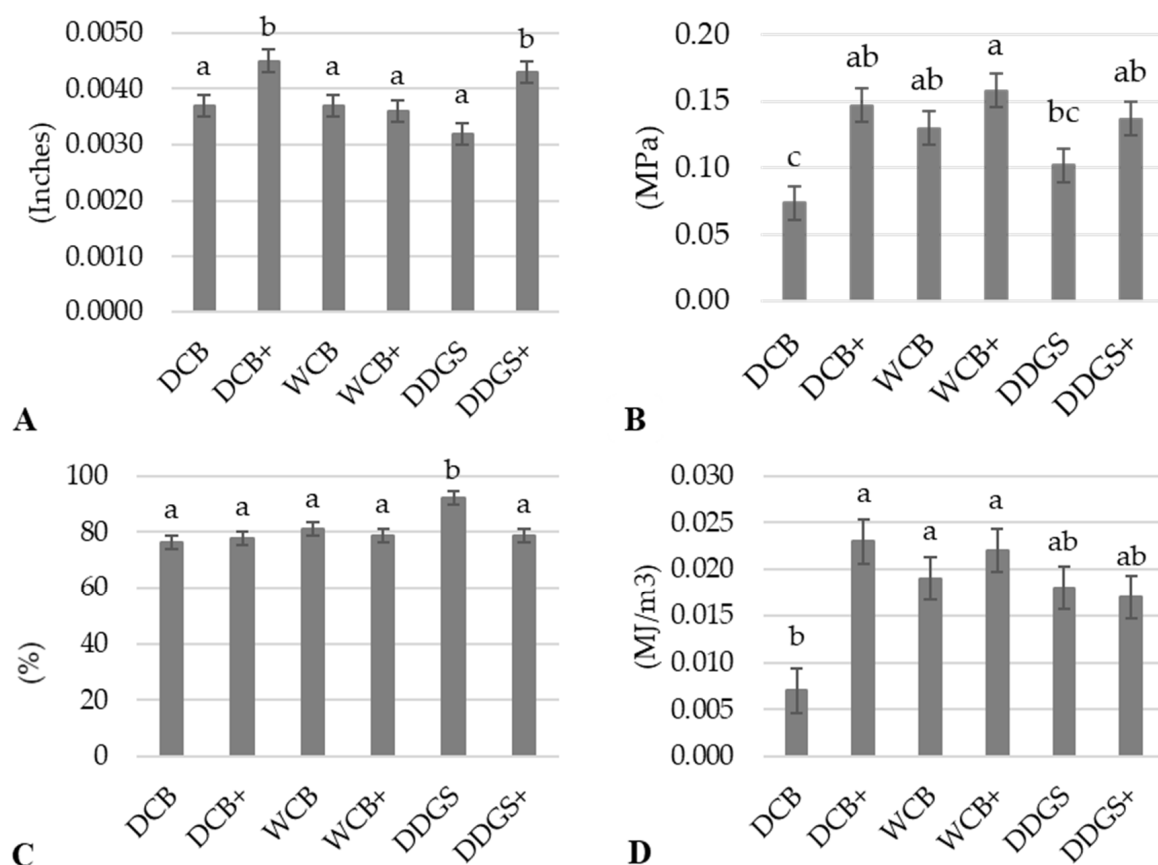 0.0050
0.0040
0.0030
0.0020
0.0010
0.0000
(Inches)
a
b
a
a
a
b
DCB
DCB+
WCB
WCB+
DDGS
DDGS+
A
0.20
0.15
0.10
0.05
0.00
(MPa)
c
ab
ab
a
bc
ab
DCB
DCB+
WCB
WCB+
DDGS
DDGS+
B
100
80
60
40
20
0
(%)
a
a
a
a
b
a
DCB
DCB+
WCB
WCB+
DDGS
DDGS+
C
0.030
0.025
0.020
0.015
0.010
0.005
0.000
(MJ/m3)
b
a
a
a
ab
ab
DCB
DCB+
WCB
WCB+
DDGS
DDGS+
D